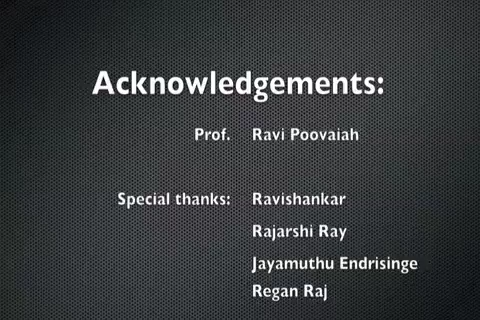 Acknowledgements:
Prof. Ravi Poovaiah
Special thanks: Ravishankar
Rajarshi Ray
Jayamuthu Endrisinge
Regan Raj